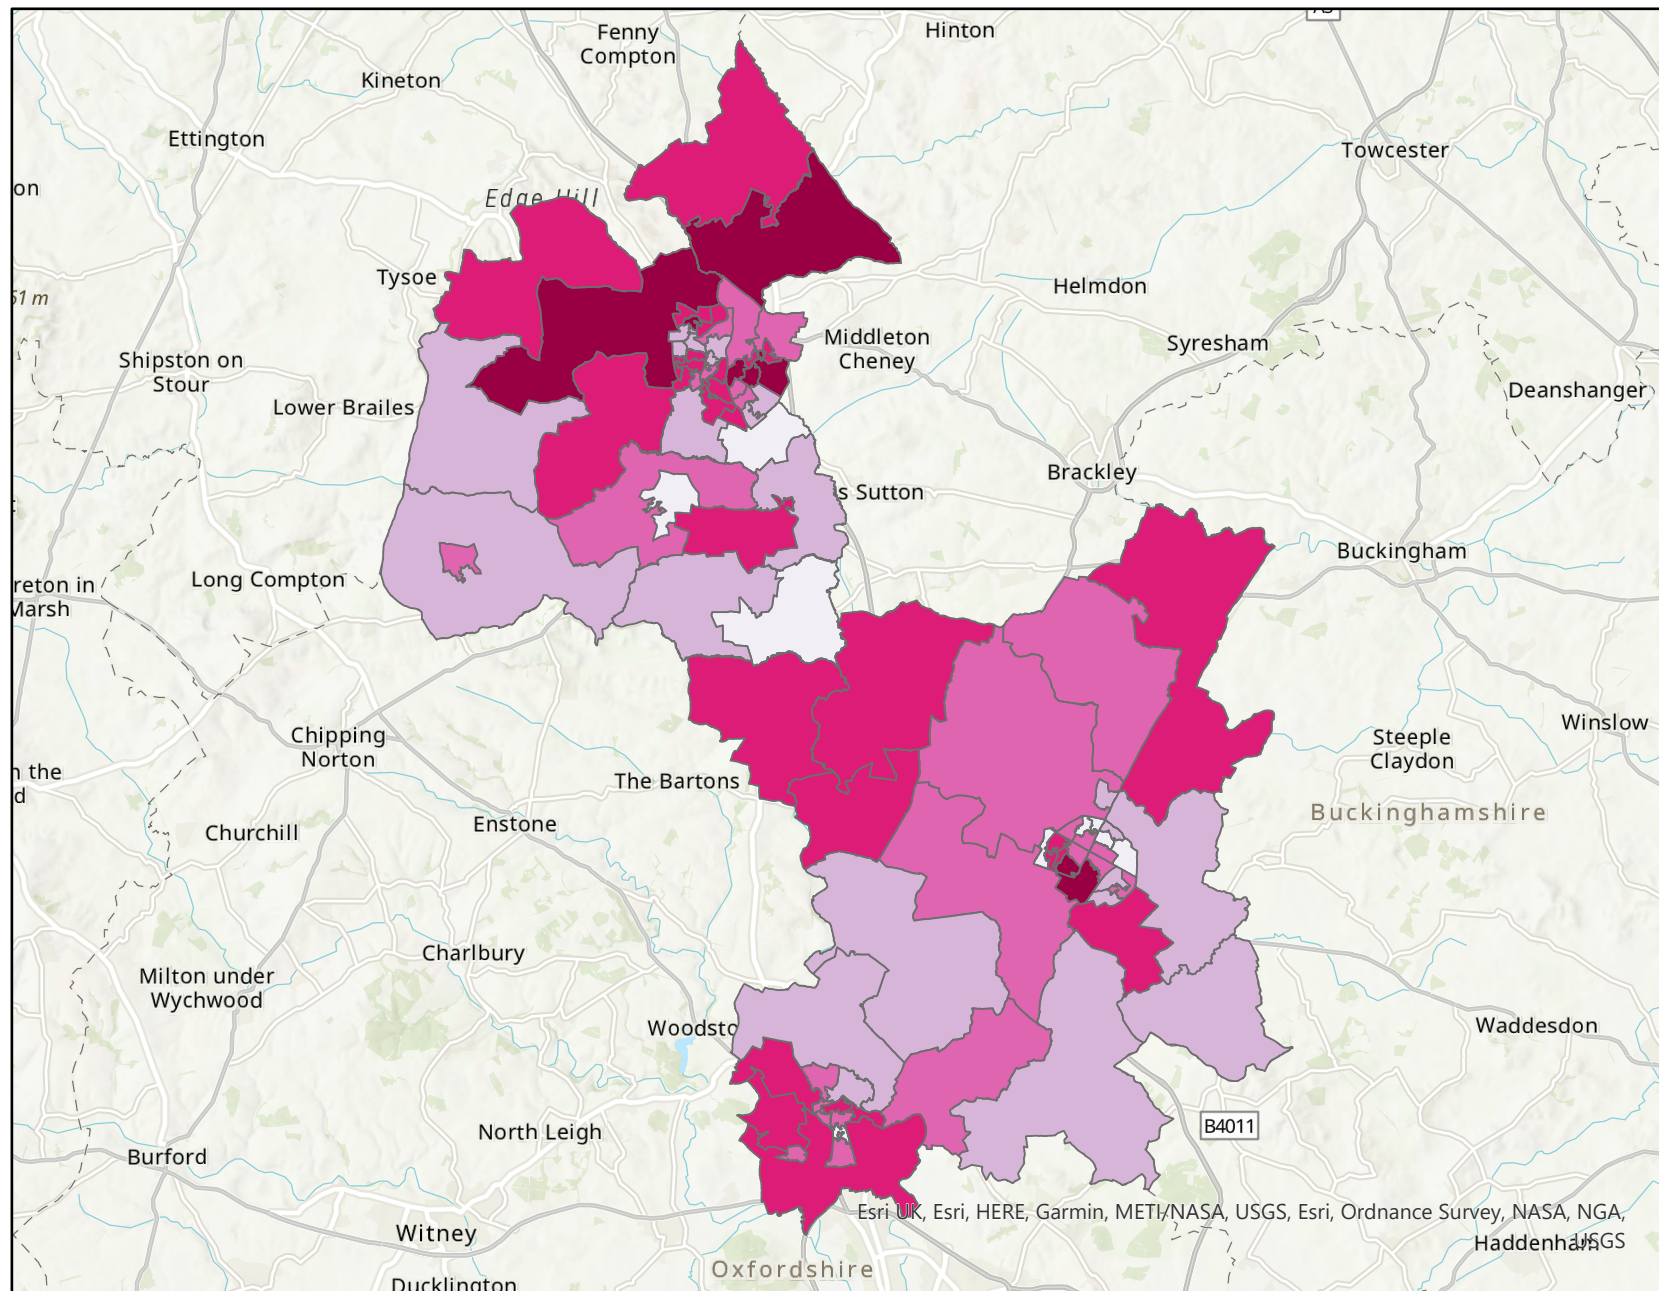 A5
Fenny
Compton
Hinton
Kineton
Ettington
Towcester
on
Edge Hill
Tysoe
Helmdon
51 m
Middleton
Cheney
Syresham
Shipston on
Stour
Deanshanger
Lower Brailes
Brackley
s Sutton
Buckingham
Long Compton
reton in
Marsh
Winslow
Chipping
Norton
Steeple
Claydon
n the
d
The Bartons
Buckinghamshire
Enstone
Churchill
Charlbury
Milton under
Wychwood
Woodsto
Waddesdon
B4011
North Leigh
Burford
Esri UK, Esri, HERE, Garmin, METI/NASA, USGS, Esri, Ordnance Survey, NASA, NGA,
USGS
Witney
Haddenham
Oxfordshire
Ducklington